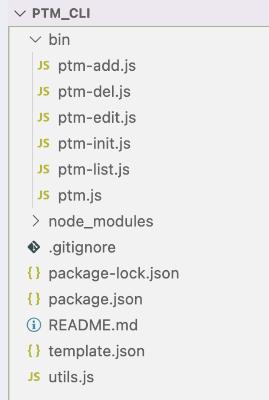 PTM_CLI
bin
JS ptm-add.js
JS ptm-del.js
JS ptm-edit.js
JS ptm-init.js
JS ptm-list.js
JS ptm.js
node_modules
.gitignore
{} package-lock.json
{} package.json
README.md
{} template.json
JS utils.js